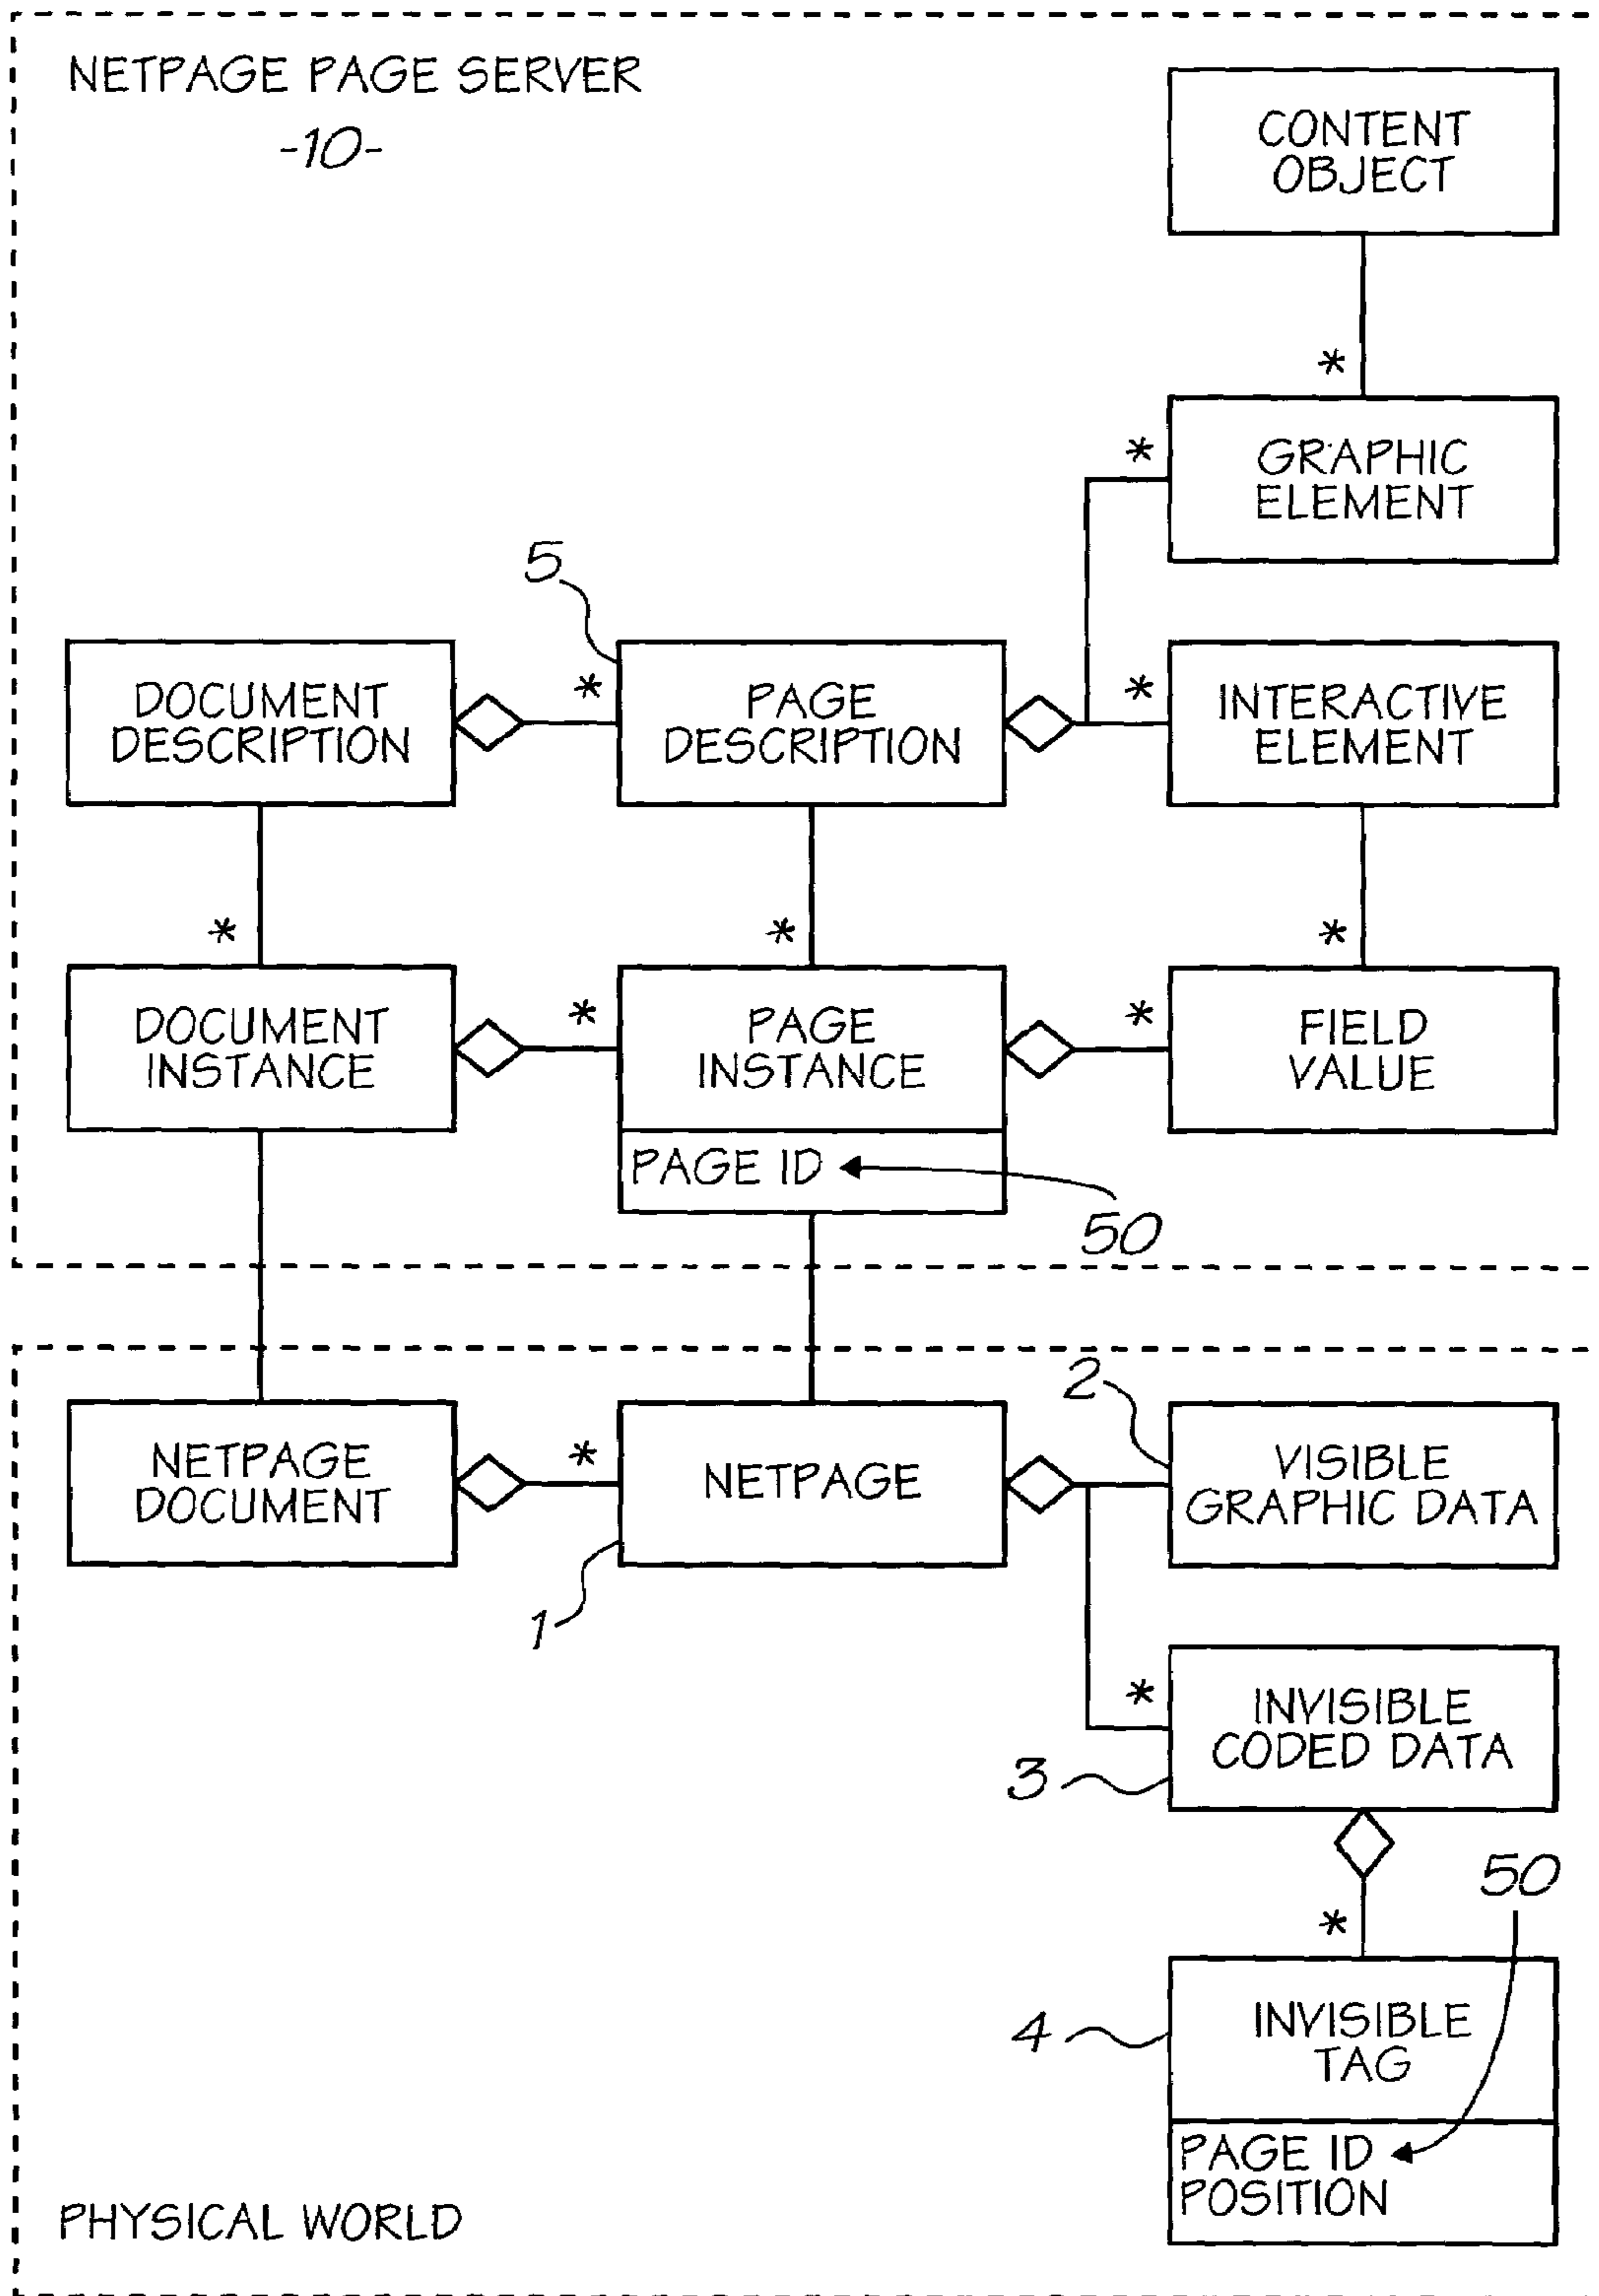 NETPAGE PAGE SERVER
-10-
CONTENT
OBJECT
*
*
GRAPHIC
ELEMENT
5
DOCUMENT
DESCRIPTION
*
PAGE
DESCRIPTION
*
INTERACTIVE
ELEMENT
*
*
*
DOCUMENT
INSTANCE
*
PAGE
INSTANCE
*
FIELD
VALUE
PAGE ID
50
NETPAGE
DOCUMENT
*
NETPAGE
1
2
VISIBLE
GRAPHIC DATA
*
INVISIBLE
CODED DATA
3
*
50
4
INVISIBLE
TAG
PAGE ID
POSITION
PHYSICAL WORLD